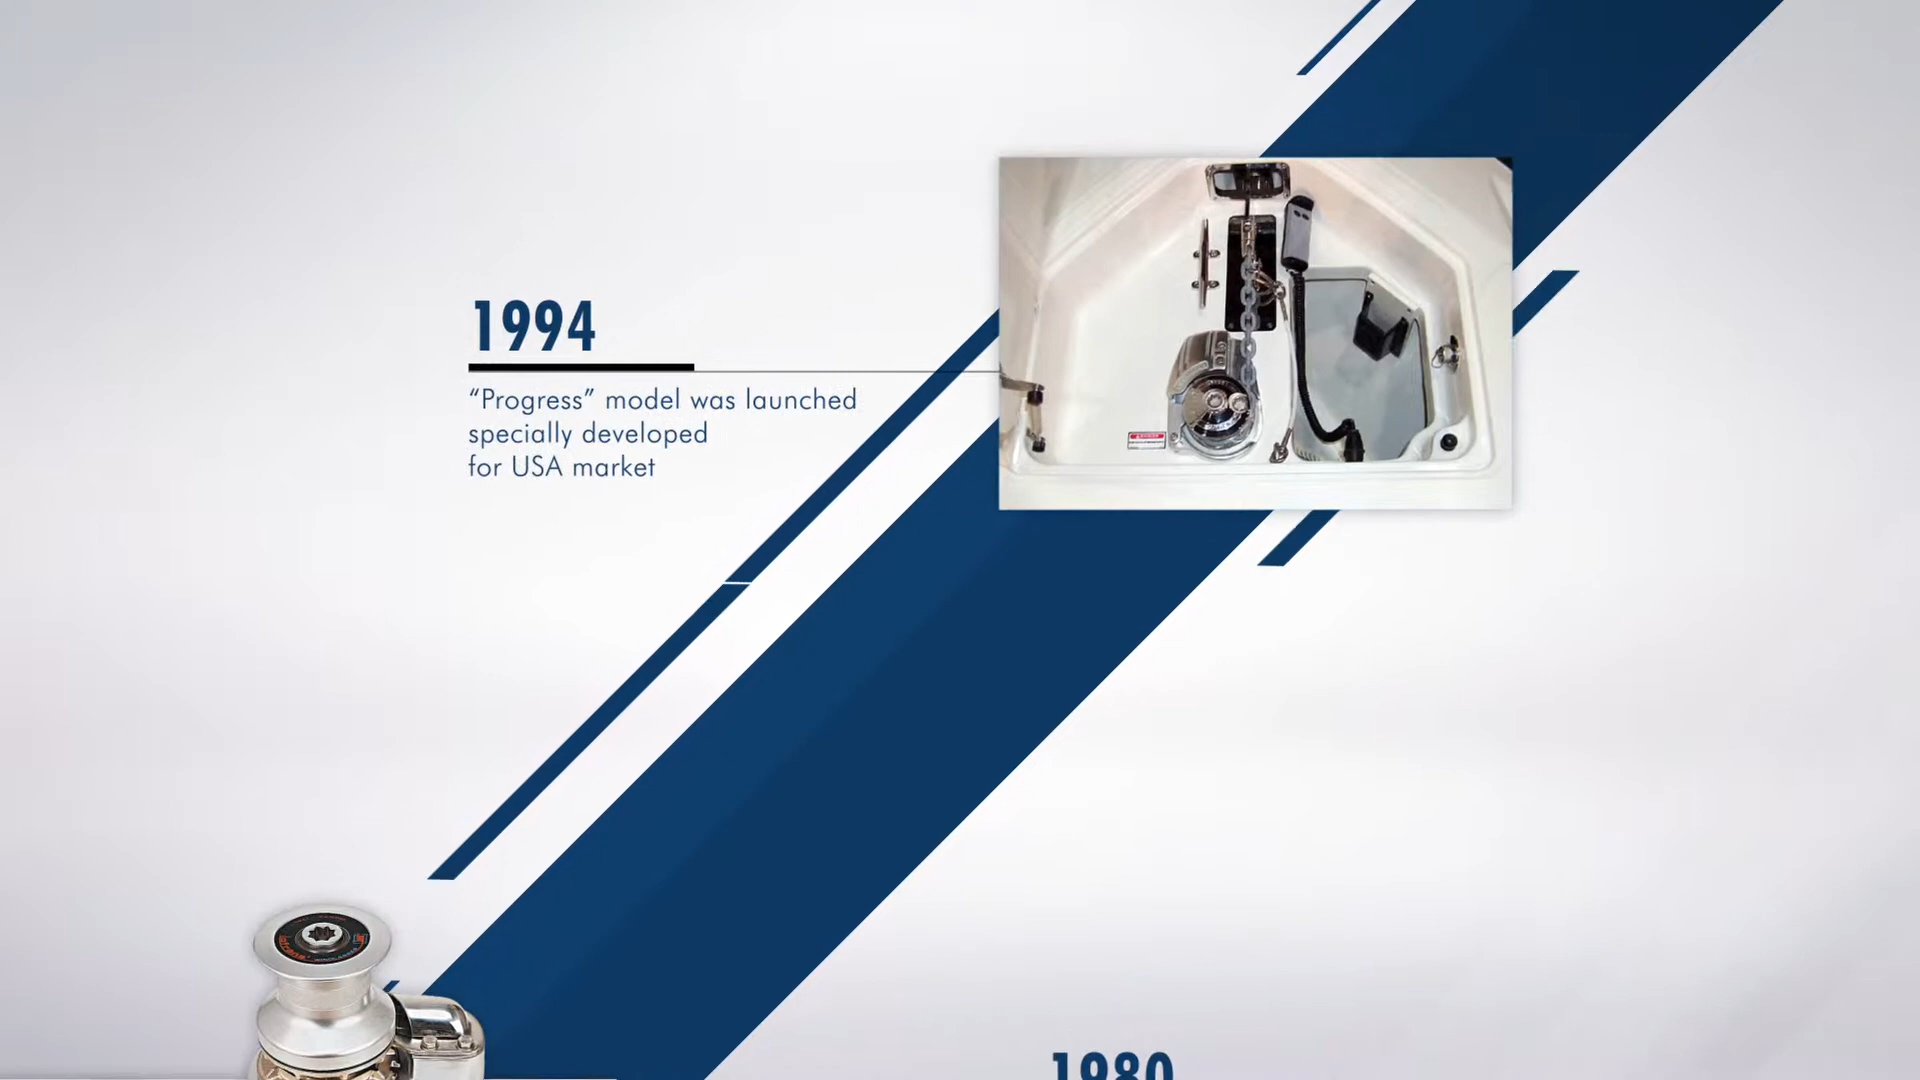 1994
“Progress” model was launched
specially developed
for USA market
1980